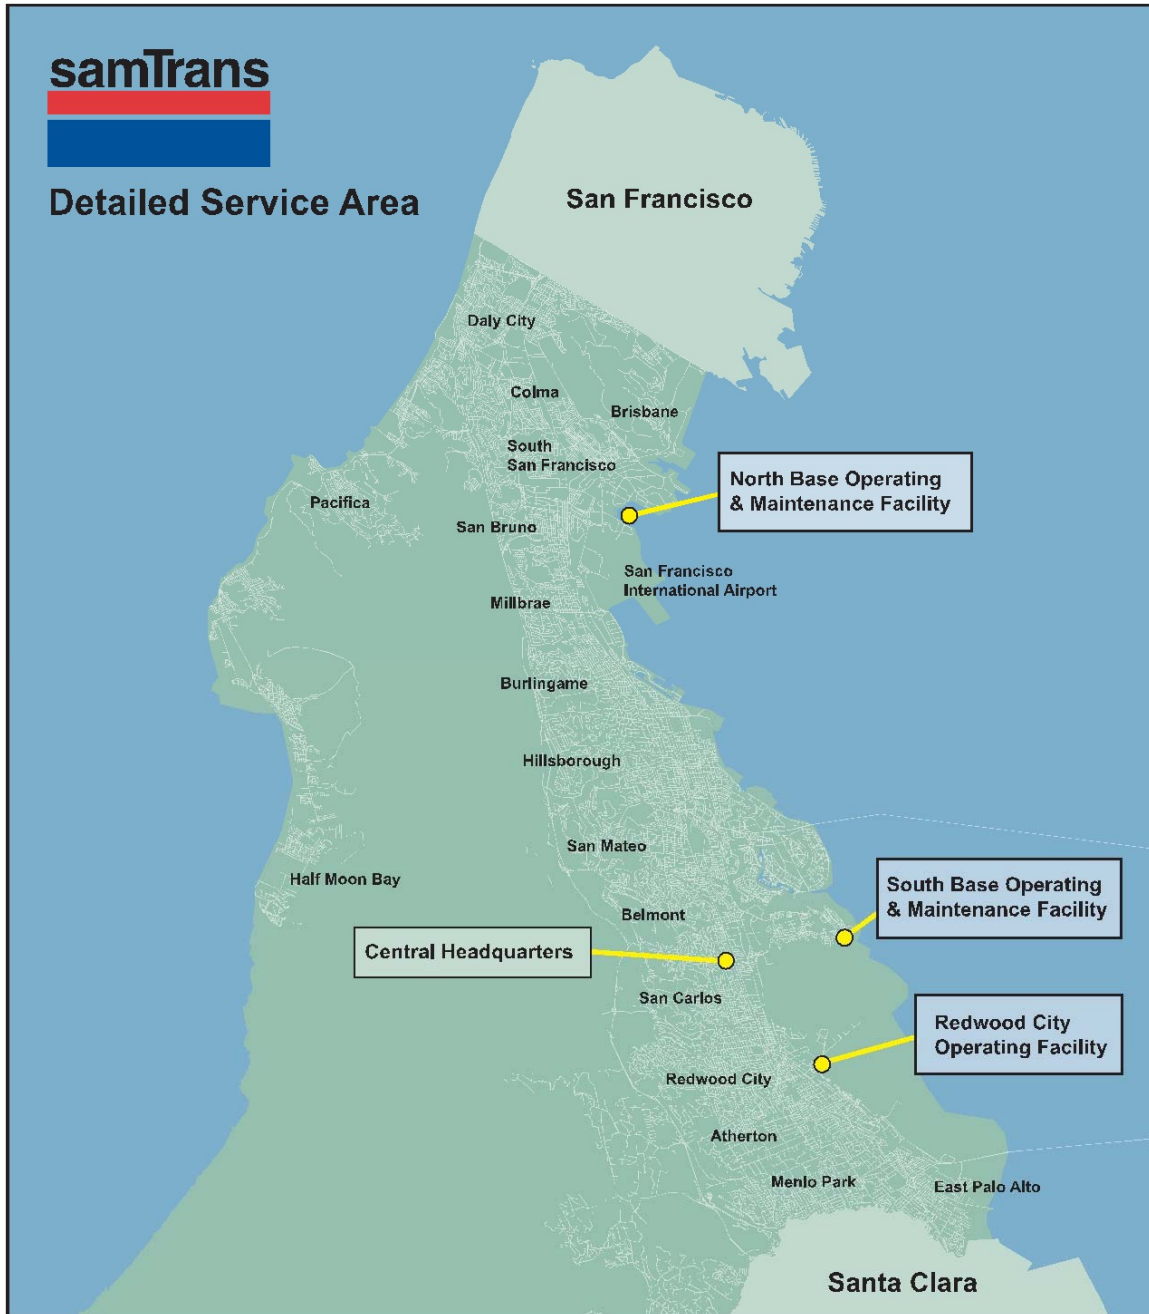 samTrans
Detailed Service Area
San Francisco
Daly City
Colma
Brisbane
South
San Francisco
North Base Operating
& Maintenance Facility
Pacifica
San Bruno
San Francisco
International Airport
Millbrae
Burlingame
Hillsborough
San Mateo
Half Moon Bay
South Base Operating
& Maintenance Facility
Belmont
Central Headquarters
San Carlos
Redwood City
Operating Facility
Redwood City
Atherton
Menlo Park
East Palo Alto
Santa Clara